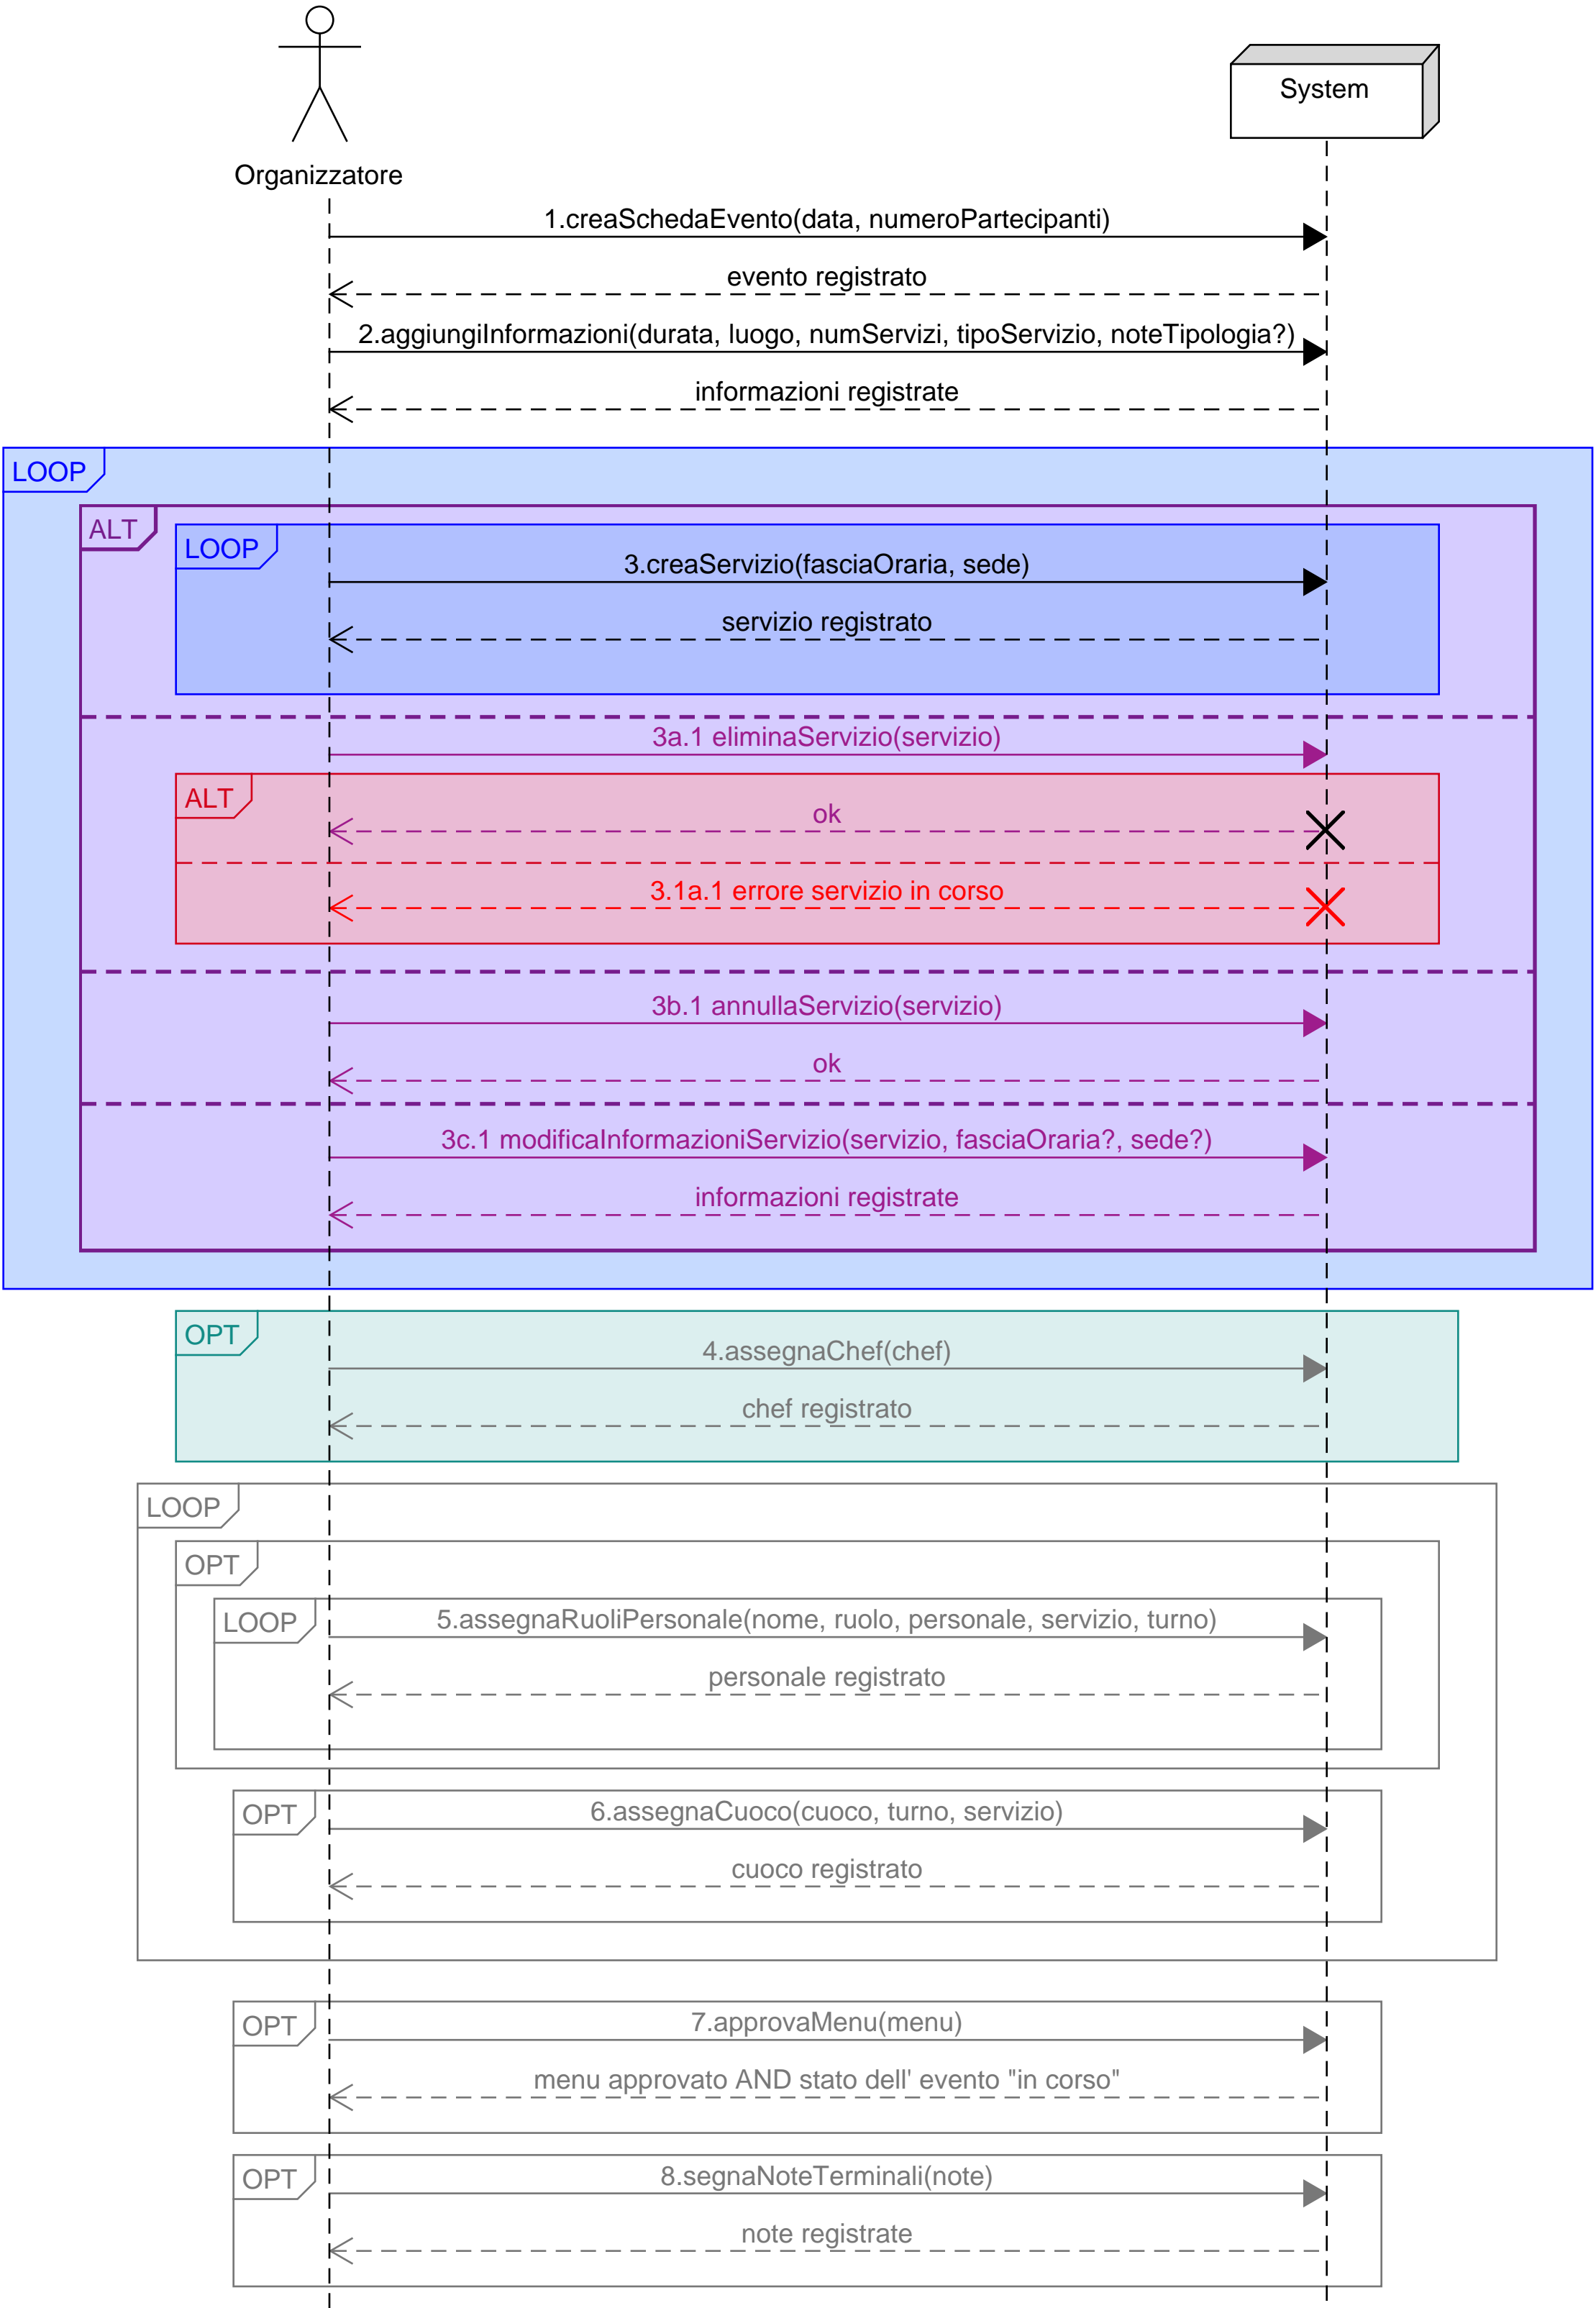 System
Organizzatore
1.creaSchedaEvento(data, numeroPartecipanti)
evento registrato
2.aggiungiInformazioni(durata, luogo, numServizi, tipoServizio, noteTipologia?)
informazioni registrate
LOOP
ALT
LOOP
3.creaServizio(fasciaOraria, sede)
servizio registrato
3a.1 eliminaServizio(servizio)
ALT
ok
3.1a.1 errore servizio in corso
3b.1 annullaServizio(servizio)
ok
3c.1 modificaInformazioniServizio(servizio, fasciaOraria?, sede?)
informazioni registrate
OPT
4.assegnaChef(chef)
chef registrato
LOOP
OPT
LOOP
5.assegnaRuoliPersonale(nome, ruolo, personale, servizio, turno)
personale registrato
OPT
6.assegnaCuoco(cuoco, turno, servizio)
cuoco registrato
OPT
7.approvaMenu(menu)
menu approvato AND stato dell' evento "in corso"
OPT
8.segnaNoteTerminali(note)
note registrate